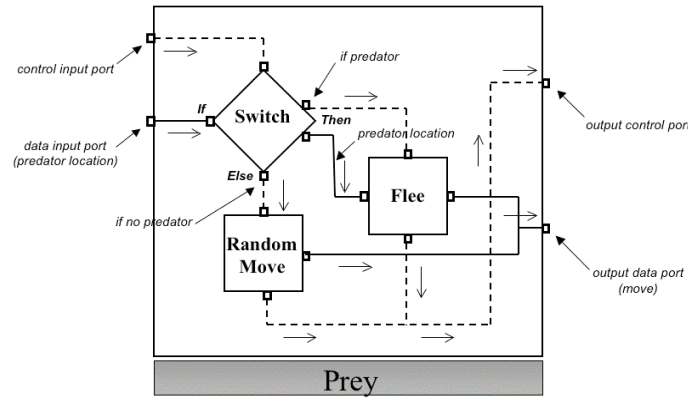 control input port
if predator
If
Switch
Then
data input port
(predator location)
predator location
output control port
Else
Flee
if no predator
Random
Move
output data port
(move)
Prey